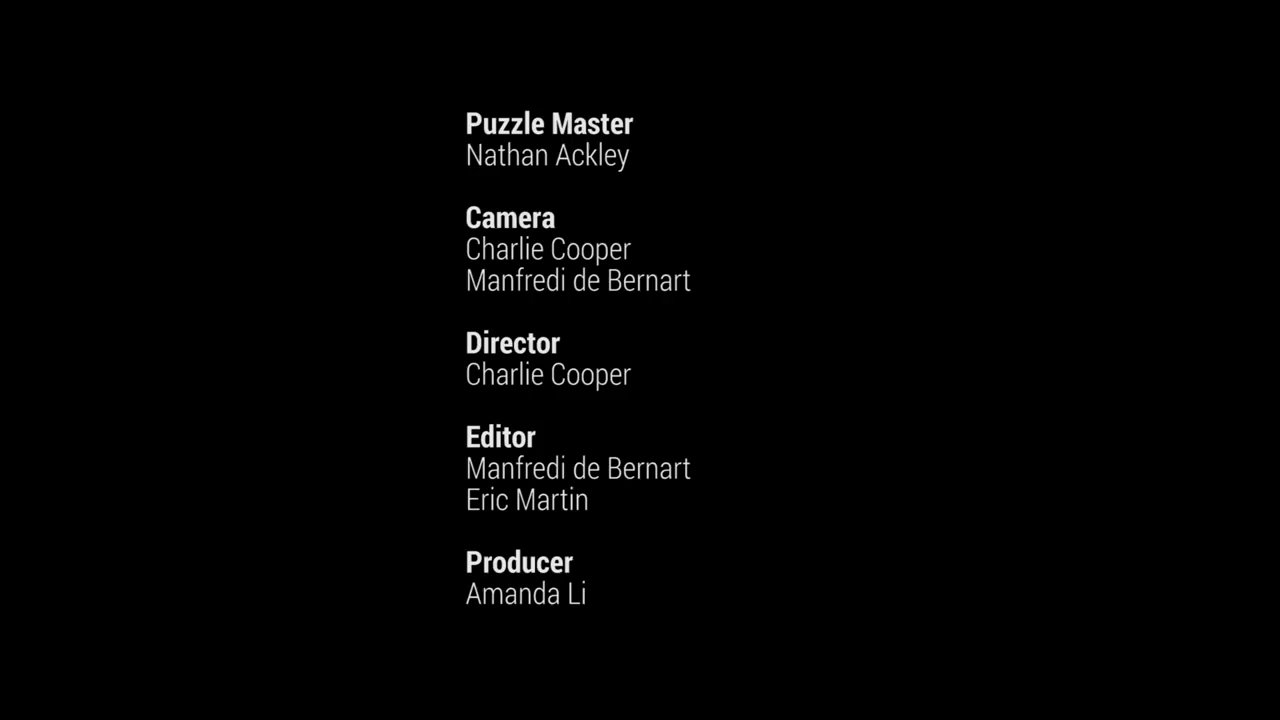 Puzzle Master
Nathan Ackley
Camera
Charlie Cooper
Manfredi de Bernart
Director
Charlie Cooper
Editor
Manfredi de Bernart
Eric Martin
Producer
Amanda Li